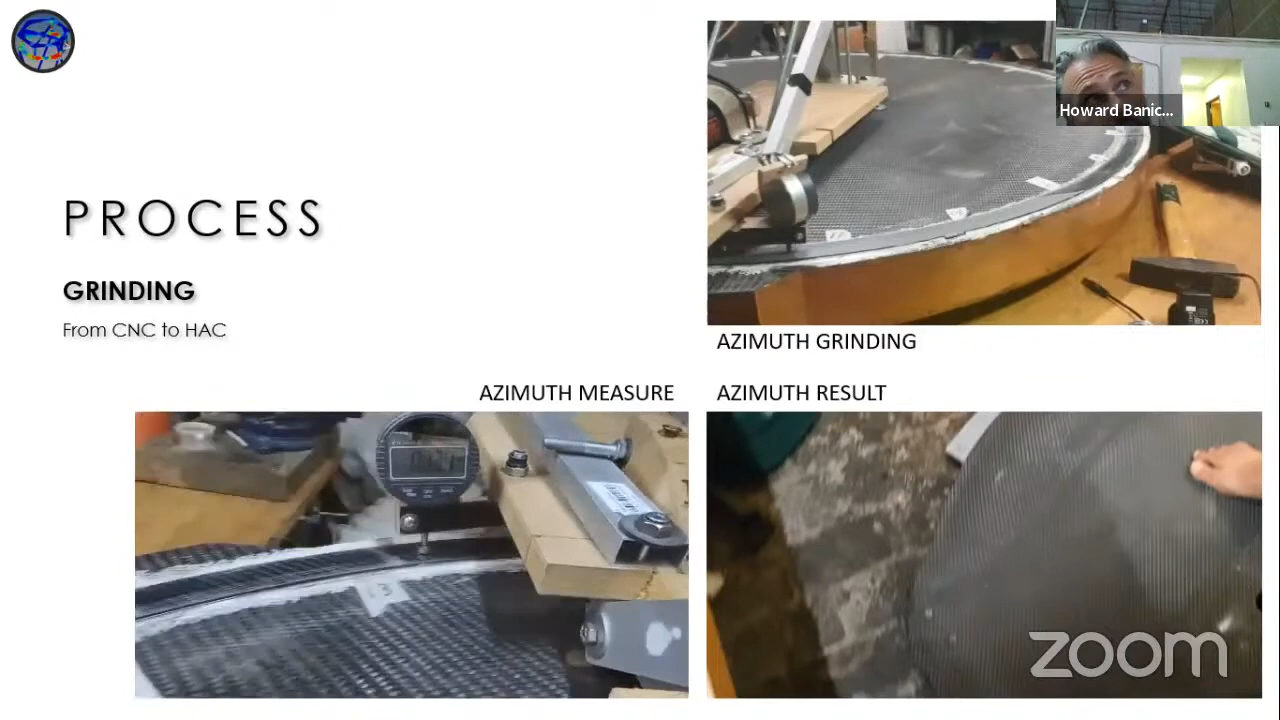 Howard Banic...
PROCESS
GRINDING
From CNC to HAC
AZIMUTH GRINDING
AZIMUTH MEASURE
AZIMUTH RESULT
zoom